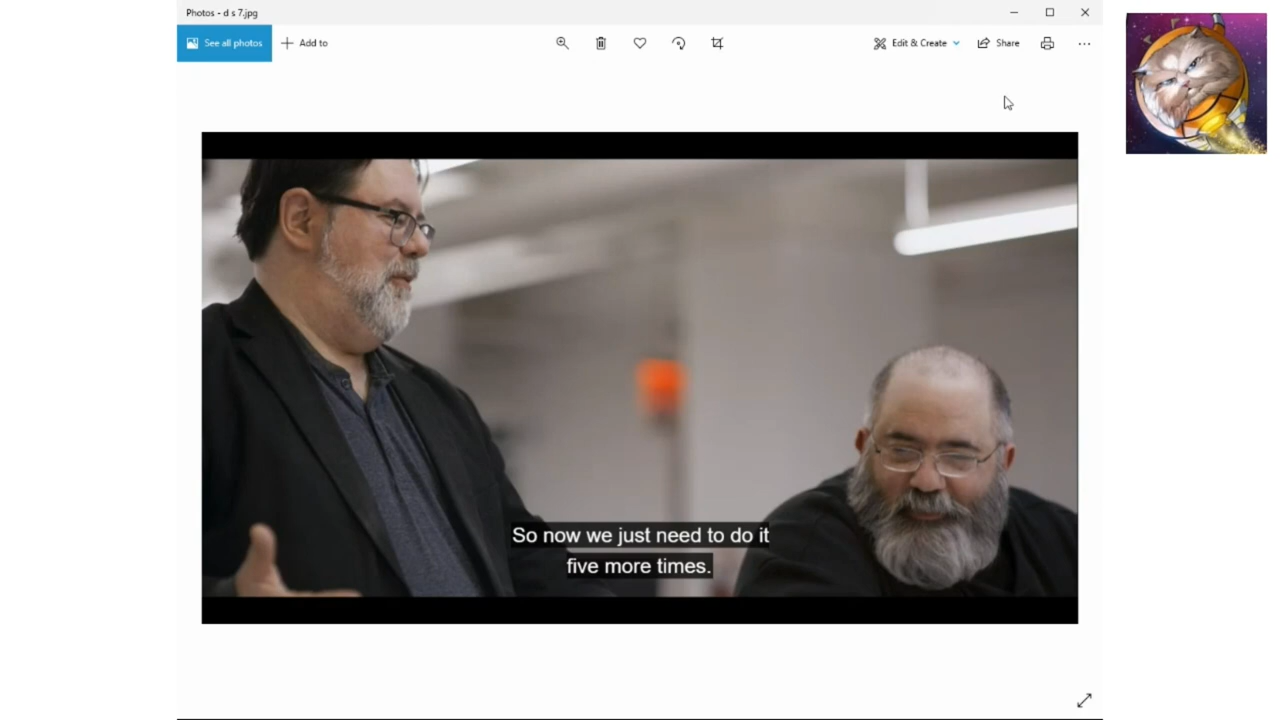 Photos - d s 7.jpg
See all photos
Add to
Edit & Create
Share
So now we just need to do it
five more times.